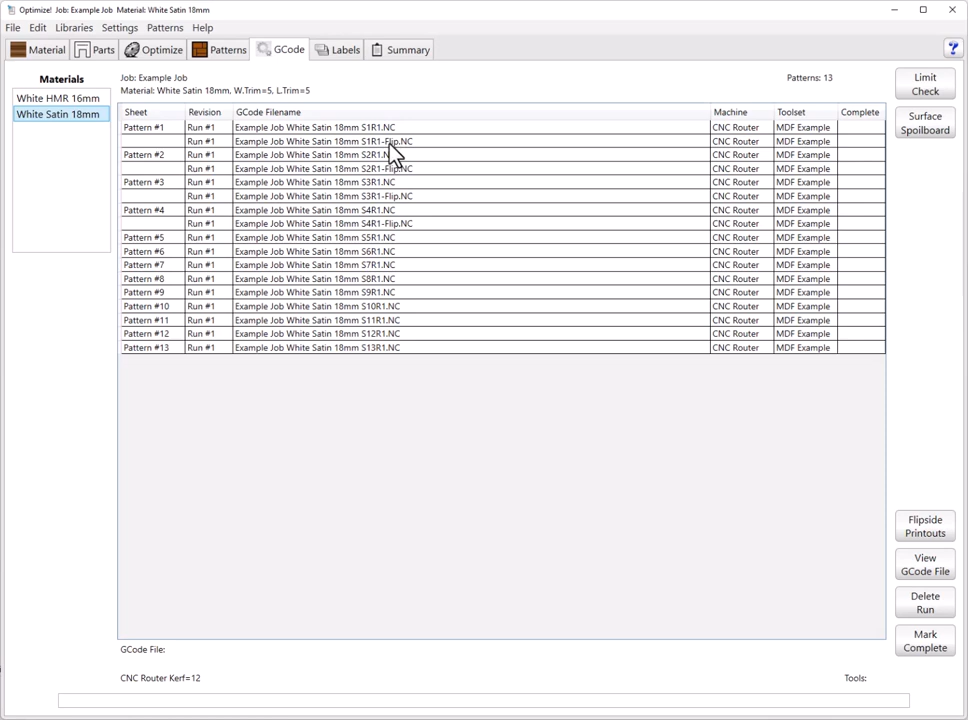 Optimize! Job: Example Job Material: White Satin 18mm
File Edit Libraries Settings Patterns Help
Material Parts Optimize Patterns GCode Labels Summary ?
Materials
White HMR 16mm
White Satin 18mm
Job: Example Job Patterns: 13
Material: White Satin 18mm, W.Trim=5, L.Trim=5
Sheet Revision GCode Filename Machine Toolset Complete
Pattern #1 Run #1 Example Job White Satin 18mm S1R1.NC CNC Router MDF Example
Run #1 Example Job White Satin 18mm S1R1-Flip.NC CNC Router MDF Example
Pattern #2 Run #1 Example Job White Satin 18mm S2R1.N CNC Router MDF Example
Run #1 Example Job White Satin 18mm S2R1-Flip.NC CNC Router MDF Example
Pattern #3 Run #1 Example Job White Satin 18mm S3R1.NC CNC Router MDF Example
Run #1 Example Job White Satin 18mm S3R1-Flip.NC CNC Router MDF Example
Pattern #4 Run #1 Example Job White Satin 18mm S4R1.NC CNC Router MDF Example
Run #1 Example Job White Satin 18mm S4R1-Flip.NC CNC Router MDF Example
Pattern #5 Run #1 Example Job White Satin 18mm S5R1.NC CNC Router MDF Example
Pattern #6 Run #1 Example Job White Satin 18mm S6R1.NC CNC Router MDF Example
Pattern #7 Run #1 Example Job White Satin 18mm S7R1.NC CNC Router MDF Example
Pattern #8 Run #1 Example Job White Satin 18mm S8R1.NC CNC Router MDF Example
Pattern #9 Run #1 Example Job White Satin 18mm S9R1.NC CNC Router MDF Example
Pattern #10 Run #1 Example Job White Satin 18mm S10R1.NC CNC Router MDF Example
Pattern #11 Run #1 Example Job White Satin 18mm S11R1.NC CNC Router MDF Example
Pattern #12 Run #1 Example Job White Satin 18mm S12R1.NC CNC Router MDF Example
Pattern #13 Run #1 Example Job White Satin 18mm S13R1.NC CNC Router MDF Example
Limit
Check
Surface
Spoilboard
Flipside
Printouts
View
GCode File
Delete
Run
Mark
Complete
GCode File:
CNC Router Kerf=12 Tools: